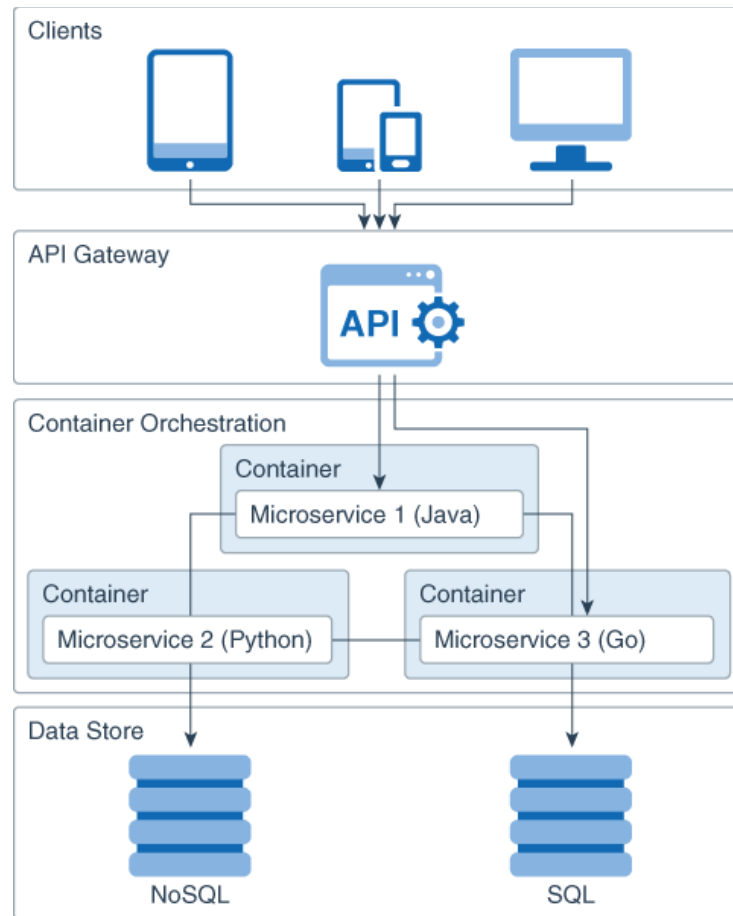 Clients
API Gateway
API
Container Orchestration
Container
Microservice 1 (Java)
Container
Microservice 2 (Python)
Container
Microservice 3 (Go)
Data Store
NoSQL
SQL